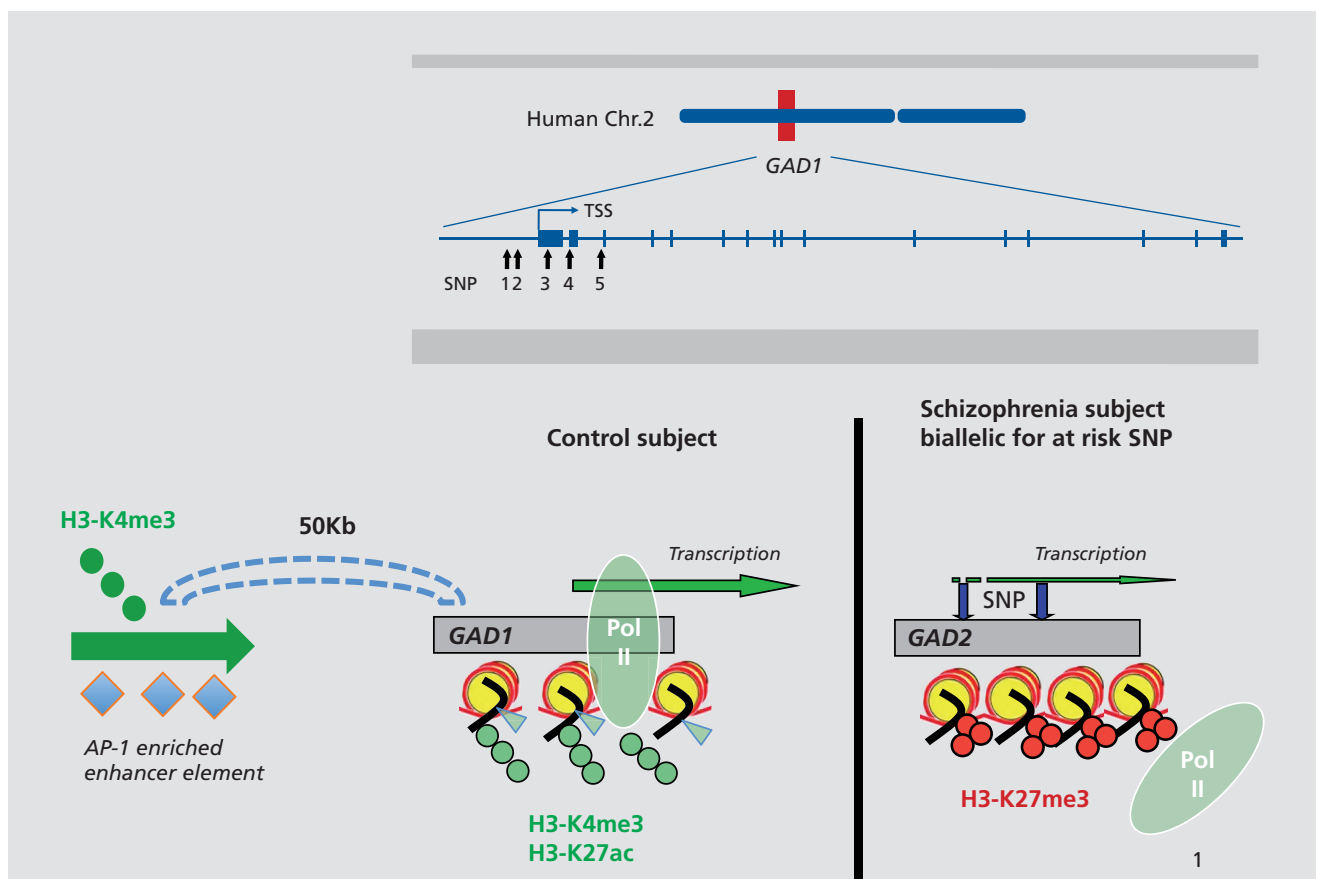 Human Chr.2
GAD1
TSS
SNP 12 3 4 5
Control subject
Schizophrenia subject
biallelic for at risk SNP
H3-K4me3
50Kb
Transcription
GAD1
Pol
II
AP-1 enriched
enhancer element
H3-K4me3
H3-K27ac
Transcription
SNP
GAD2
H3-K27me3
Pol
II
1